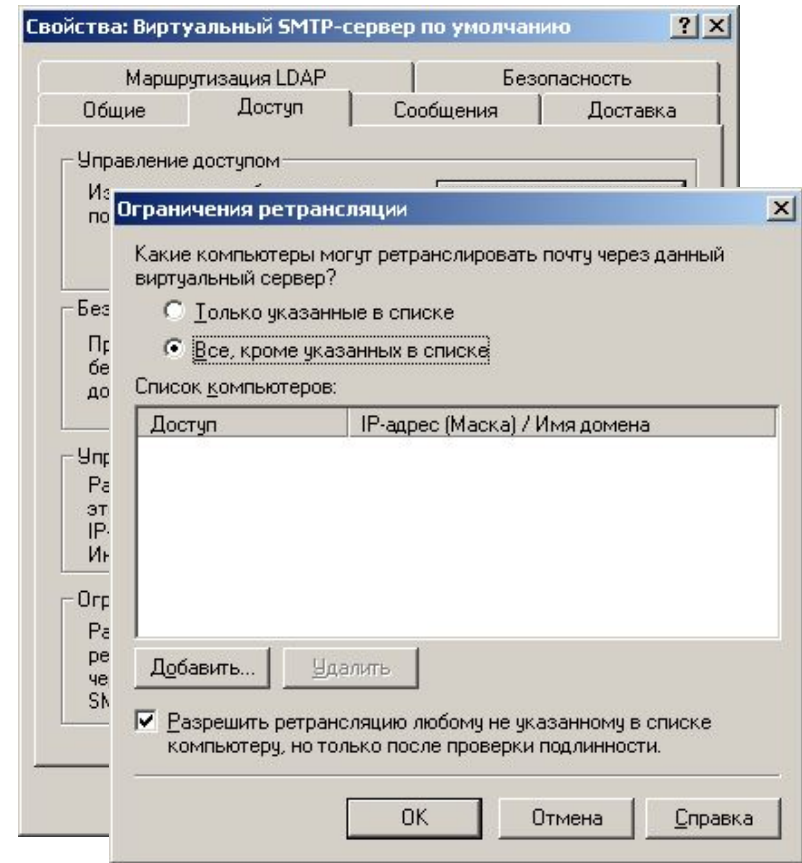 Свойства: Виртуальный SMTP-сервер по умолчанию
Маршрутизация LDAP
Безопасность
Общие
Доступ
Сообщения
Доставка
Управление доступом
Ограничения ретрансляции
Какие компьютеры могут ретранслировать почту через данный
виртуальный сервер?
Только указанные в списке
Все, кроме указанных в списке
Список компьютеров:
Доступ
IP-адрес (Маска) / Имя домена
Добавить...
Удалить
Разрешить ретрансляцию любому не указанному в списке
компьютеру, но только после проверки подлинности.
OK
Отмена
Справка